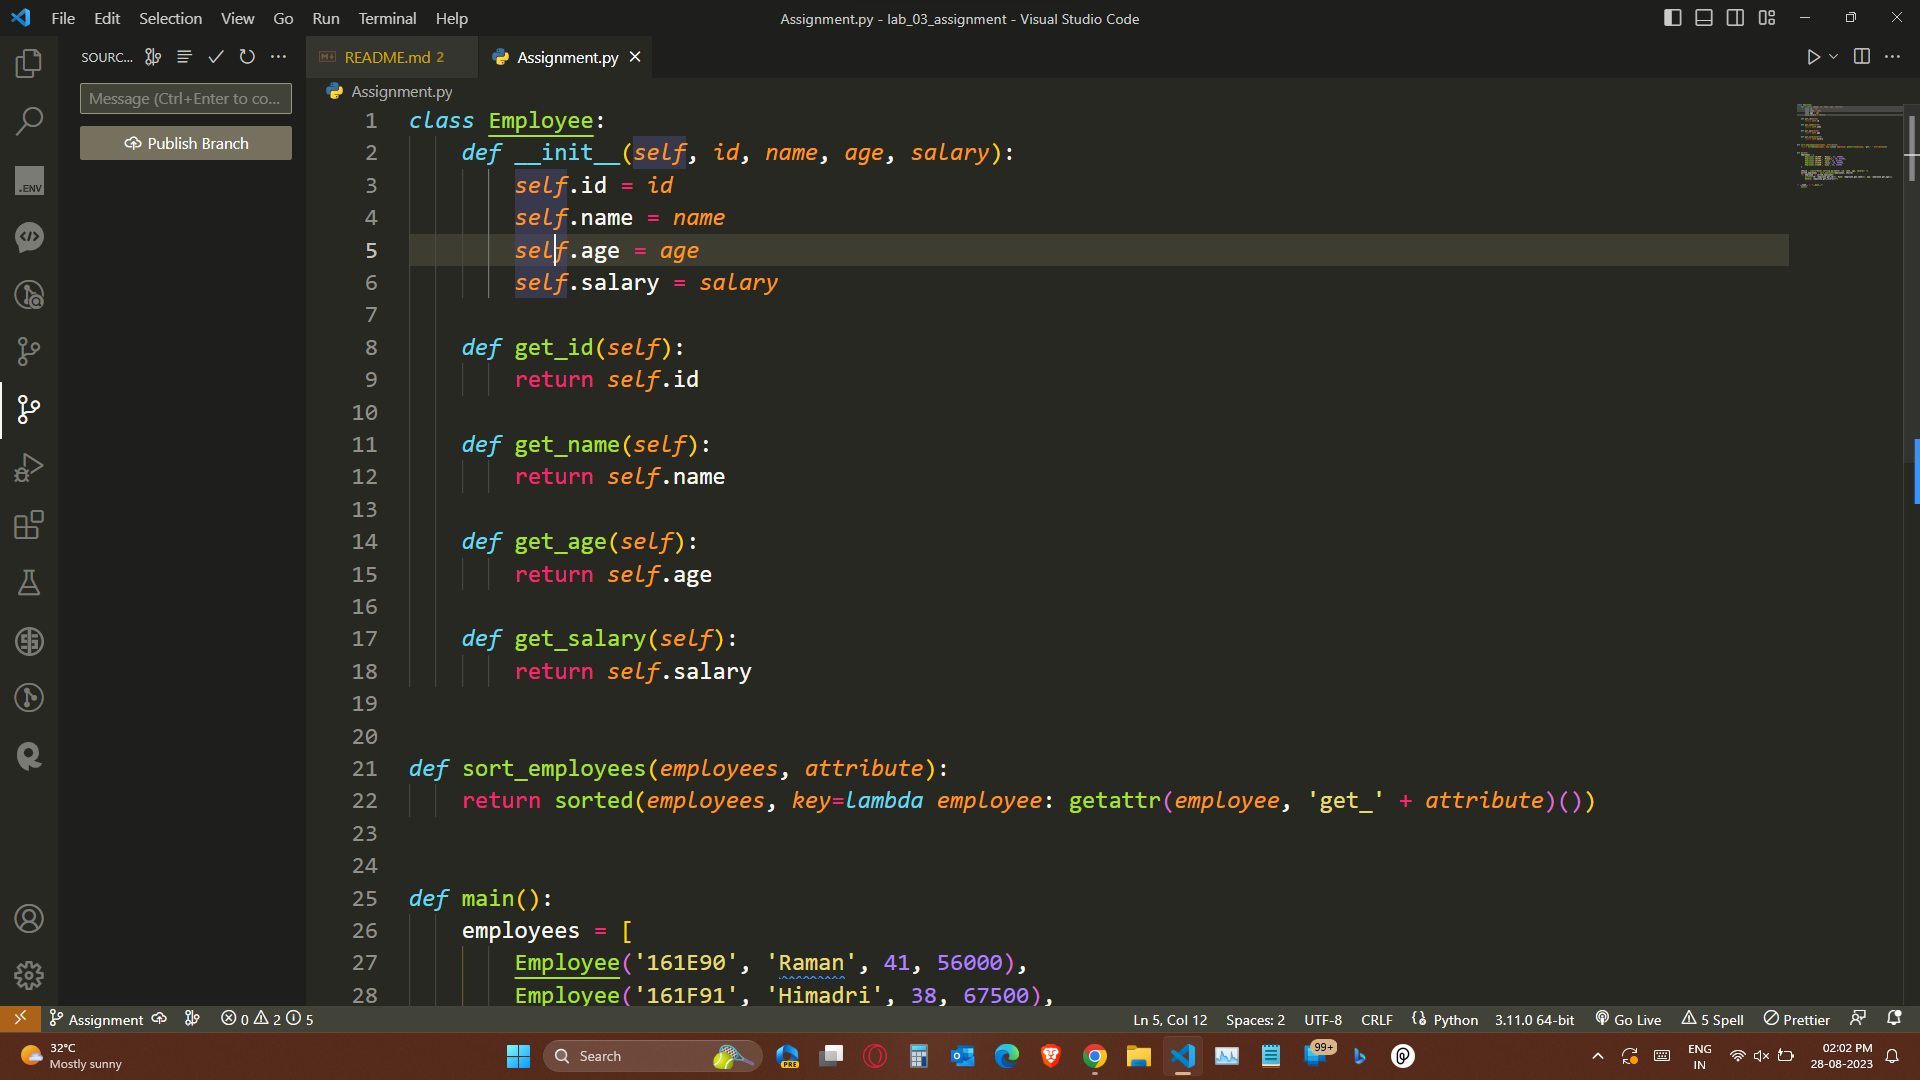 File Edit Selection View Go Run Terminal Help
Assignment.py - lab_03_assignment - Visual Studio Code
SOURC...
README.md 2
Assignment.py
Message (Ctrl+Enter to co...
Publish Branch
.ENV
Assignment.py
1 class Employee:
2 def __init__(self, id, name, age, salary):
3 self.id = id
4 self.name = name
5 self.age = age
6 self.salary = salary
7
8 def get_id(self):
9 return self.id
10
11 def get_name(self):
12 return self.name
13
14 def get_age(self):
15 return self.age
16
17 def get_salary(self):
18 return self.salary
19
20
21 def sort_employees(employees, attribute):
22 return sorted(employees, key=lambda employee: getattr(employee, 'get_' + attribute)())
23
24
25 def main():
26 employees = [
27 Employee('161E90', 'Raman', 41, 56000),
28 Employee('161F91', 'Himadri', 38, 67500),
Assignment 0 2 5 Ln 5, Col 12 Spaces: 2 UTF-8 CRLF Python 3.11.0 64-bit Go Live 5 Spell Prettier
32°C
Mostly sunny
Search
PRE
99+
ENG
IN
02:02 PM
28-08-2023